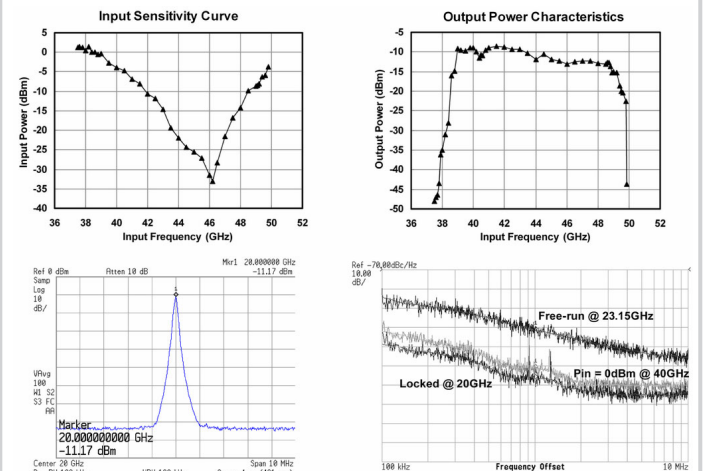 Input Sensitivity Curve
5
0
-5
-10
-15
-20
-25
-30
-35
-40
Input Power (dBm)
36 38 40 42 44 46 48 50 52
Input Frequency (GHz)
Output Power Characteristics
-5
-10
-15
-20
-25
-30
-35
-40
-45
-50
Output Power (dBm)
36 38 40 42 44 46 48 50 52
Input Frequency (GHz)
Mkr1 20.000000 GHz
Ref 0 dBm Atten 10 dB -11.17 dBm
Samp
Log
10
dB/
1
VAvg
100
W1 S2
S3 FC
AA
Marker
20.000000000 GHz
-11.17 dBm
Center 20 GHz Span 10 MHz
Ref -70.00dBc/Hz
10.00
dB/
Free-run @ 23.15GHz
Pin = 0dBm @ 40GHz
Locked @ 20GHz
100 kHz Frequency Offset 10 MHz